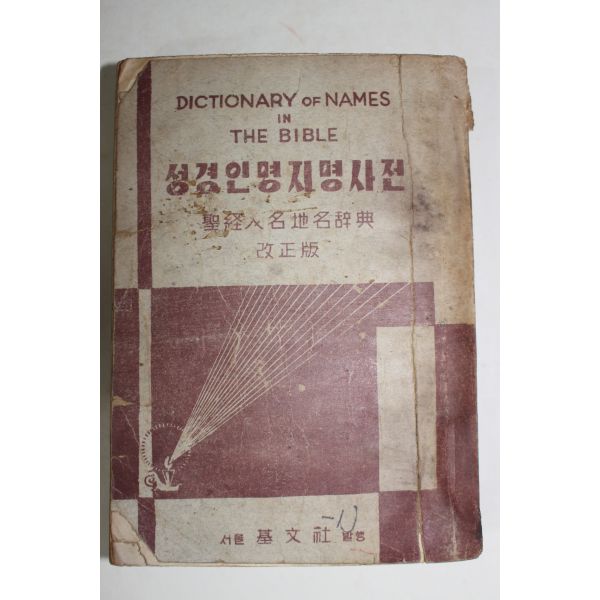 DICTIONARY OF NAMES
IN
THE BIBLE
성경인명지명사전
聖経人名地名辞典
改正版
서울 基文社 발행